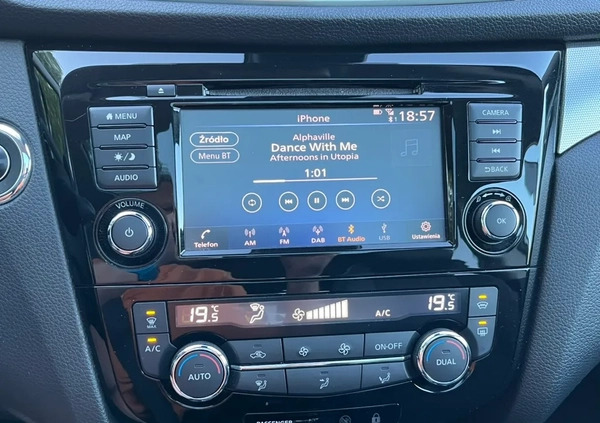 MENU
MAP
AUDIO
VOLUME
iPhone
18:57
Źródło
Menu BT
Alphaville
Dance With Me
Afternoons in Utopia
1:01
Telefon
AM
FM
DAB
BT Audio
USB
Ustawienia
CAMERA
BACK
OK
19.5 °C
A/C
19.5 °C
MAX
A/C
AUTO
ON-OFF
DUAL
PASSENGER